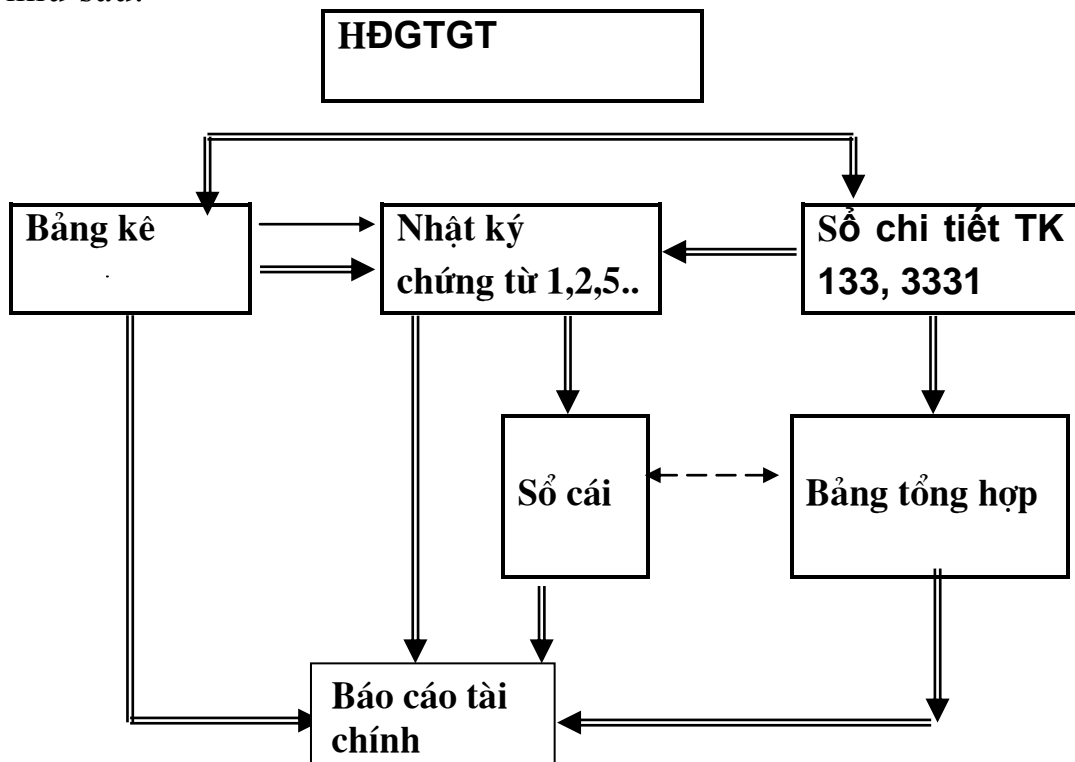 như sau:
HĐGTGT
Bảng kê
Nhật ký
chứng từ 1,2,5..
Sổ chi tiết TK
133, 3331
Sổ cái
Bảng tổng hợp
Báo cáo tài
chính